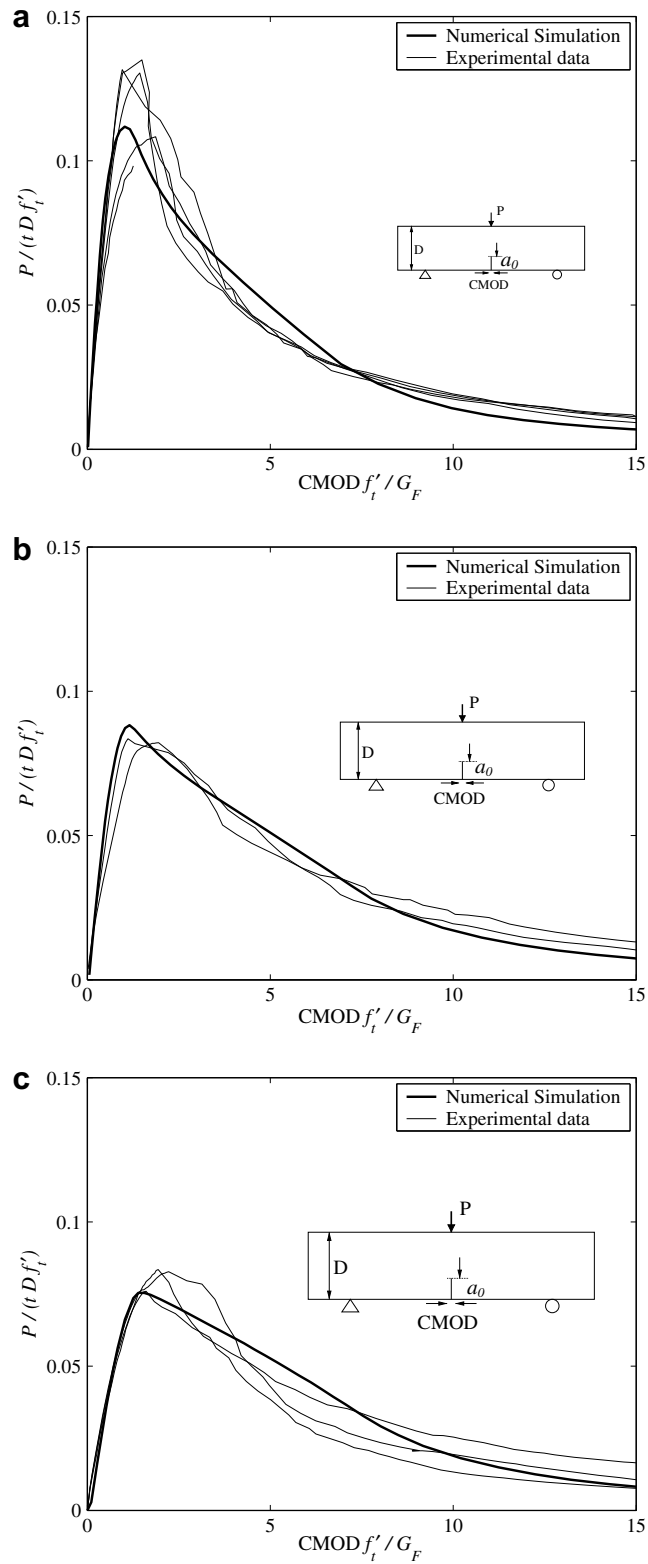 a
0.15
Numerical Simulation
Experimental data
0.1
P / (t D f't)
P
D
a0
CMOD
0.05
0
0 5 10 15
CMOD f't / GF
b
0.15
Numerical Simulation
Experimental data
0.1
P / (t D f't)
P
D
a0
CMOD
0.05
0
0 5 10 15
CMOD f't / GF
c
0.15
Numerical Simulation
Experimental data
0.1
P / (t D f't)
P
D
a0
CMOD
0.05
0
0 5 10 15
CMOD f't / GF